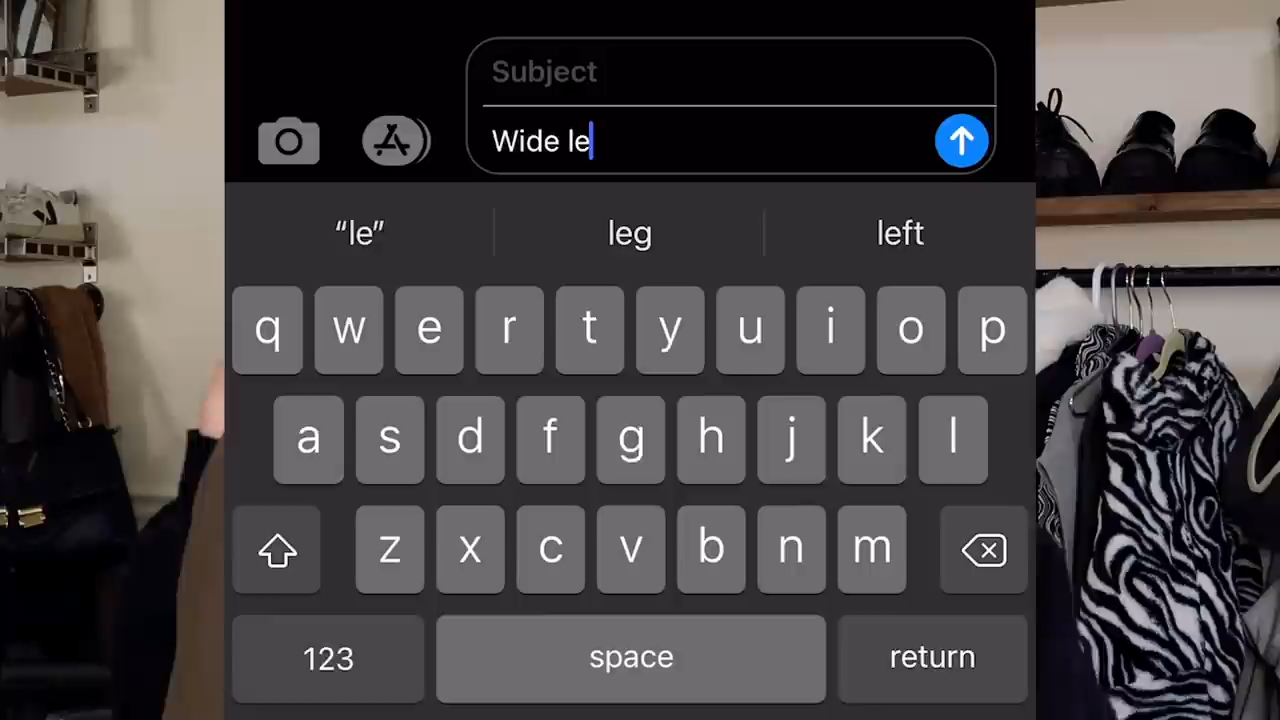 Subject
Wide le
“le” leg left
q w e r t y u i o p
a s d f g h j k l
z x c v b n m
123 space return